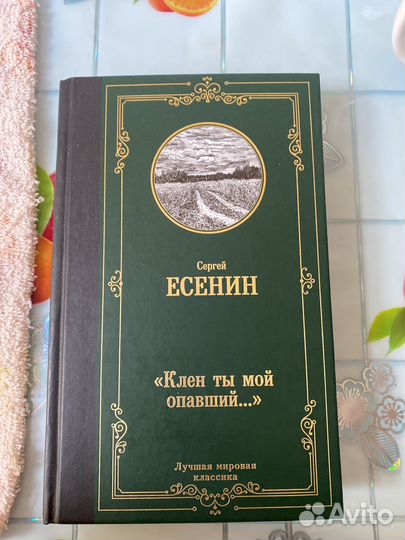 Сергей
ЕСЕНИН
«Клен ты мой
опавший...»
Лучшая мировая
классика
Avito